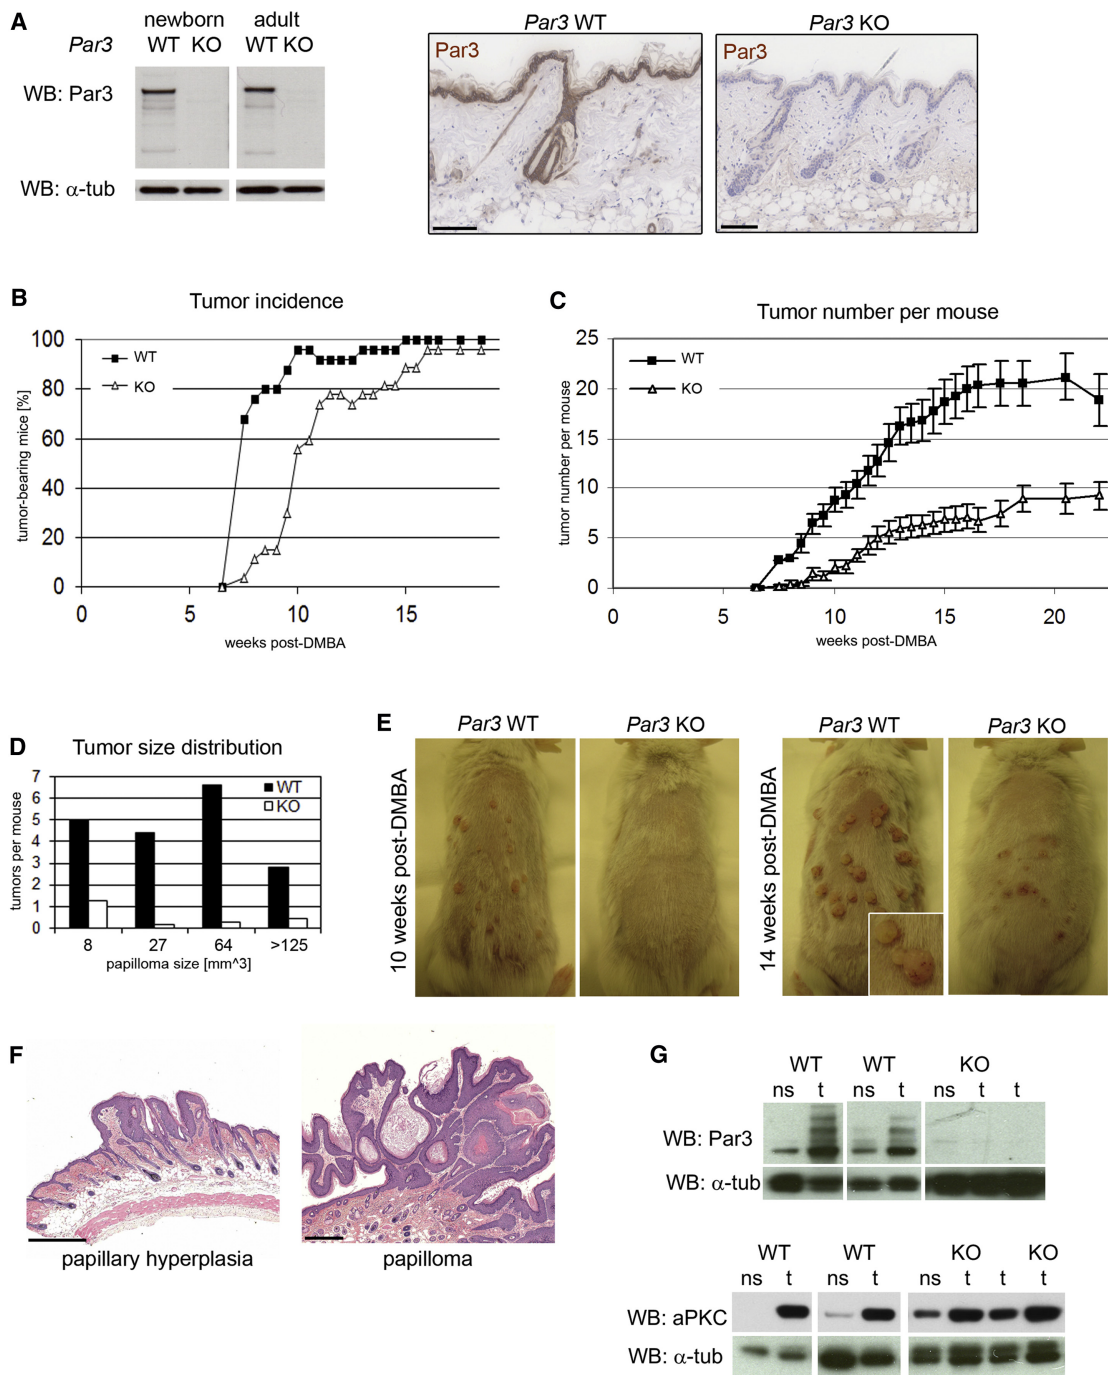 A
newborn adult
Par3 WT KO WT KO
WB: Par3
WB: α-tub
Par3 WT Par3 KO
Par3 Par3
B
Tumor incidence
tumor-bearing mice [%]
100
80
60
40
20
0
WT
KO
0 5 10 15
weeks post-DMBA
C
Tumor number per mouse
tumor number per mouse
25
20
15
10
5
0
WT
KO
0 5 10 15 20
weeks post-DMBA
D
Tumor size distribution
tumors per mouse
7
6
5
4
3
2
1
0
WT
KO
8 27 64 >125
papilloma size [mm^3]
E
Par3 WT Par3 KO Par3 WT Par3 KO
10 weeks post-DMBA
14 weeks post-DMBA
F
papillary hyperplasia papilloma
G
WT WT KO
ns t ns t ns t t
WB: Par3
WB: α-tub
WT WT KO KO
ns t ns t ns t t t
WB: aPKC
WB: α-tub